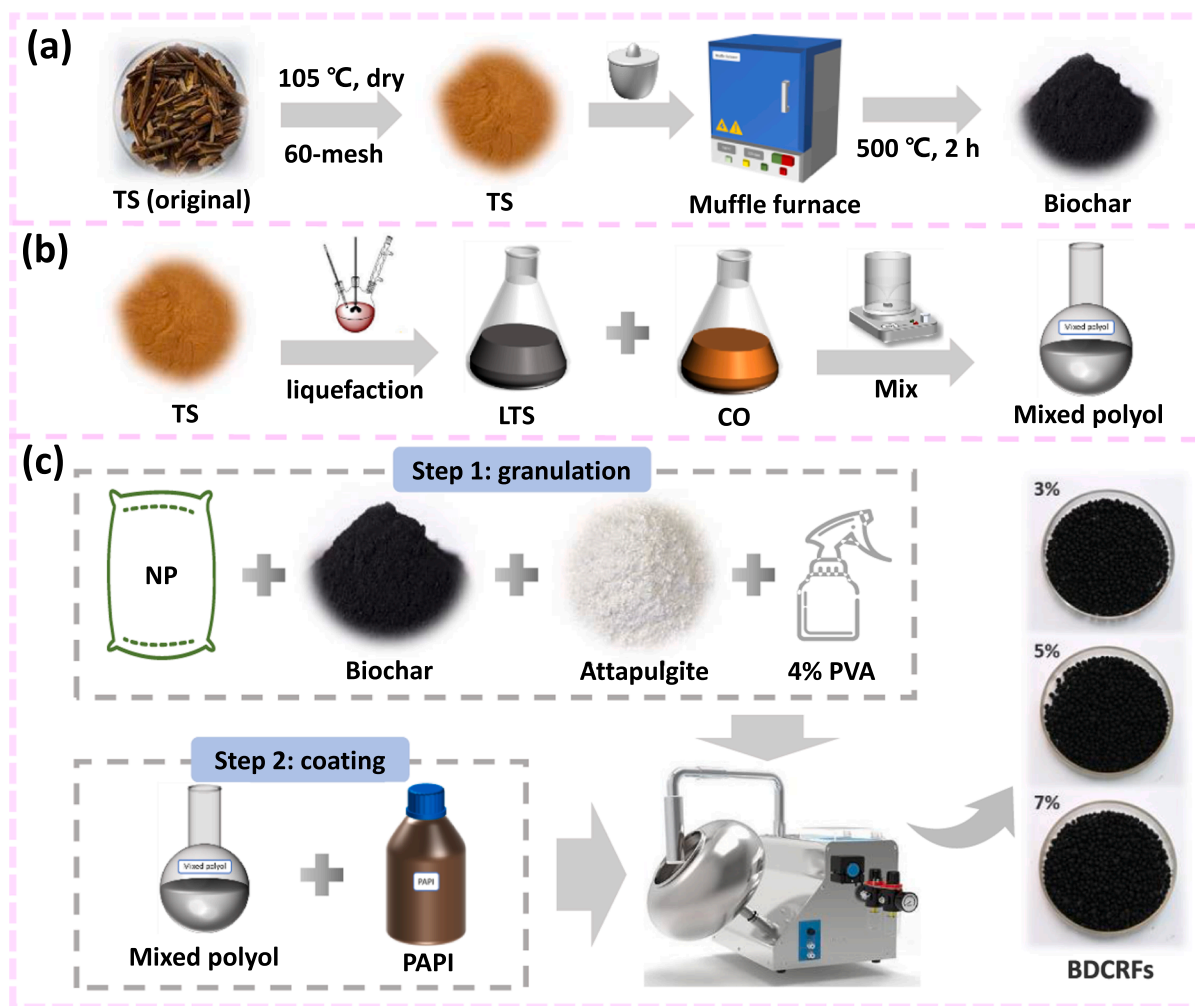 (a)
105 ℃, dry
60-mesh
500 ℃, 2 h
TS (original)
TS
Muffle furnace
Biochar
(b)
liquefaction
Mix
Mixed polyol
TS
LTS
CO
Mixed polyol
(c)
Step 1: granulation
NP
Biochar
Attapulgite
4% PVA
Step 2: coating
Mixed polyol
PAPI
Mixed polyol
PAPI
3%
5%
7%
BDCRFs